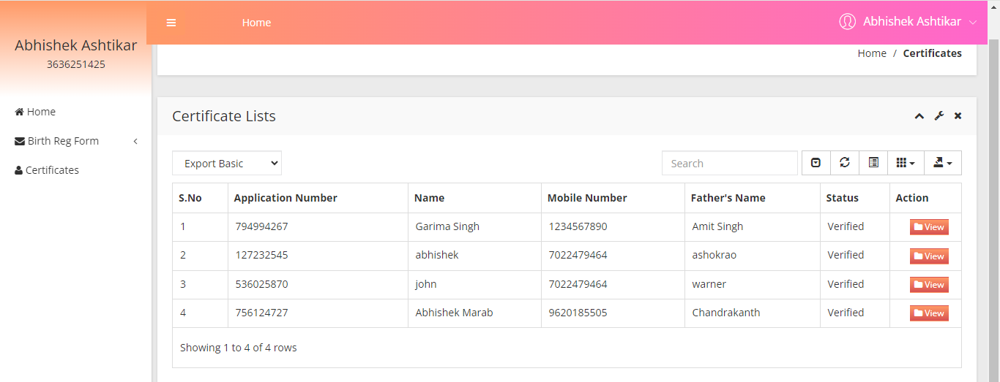 Abhishek Ashtikar
3636251425
Home
Birth Reg Form
Certificates
Home
Abhishek Ashtikar
Home / Certificates
Certificate Lists
Export Basic
Search
S.No Application Number Name Mobile Number Father's Name Status Action
1 794994267 Garima Singh 1234567890 Amit Singh Verified View
2 127232545 abhishek 7022479464 ashokrao Verified View
3 536025870 john 7022479464 warner Verified View
4 756124727 Abhishek Marab 9620185505 Chandrakanth Verified View
Showing 1 to 4 of 4 rows